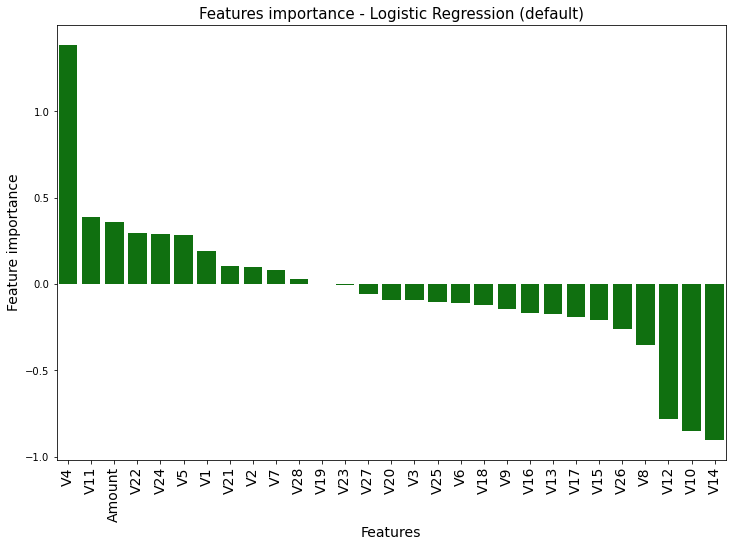 Features importance - Logistic Regression (default)
Feature importance
1.0
0.5
0.0
−0.5
−1.0
V4 V11 Amount V22 V24 V5 V1 V21 V2 V7 V28 V19 V23 V27 V20 V3 V25 V6 V18 V9 V16 V13 V17 V15 V26 V8 V12 V10 V14
Features